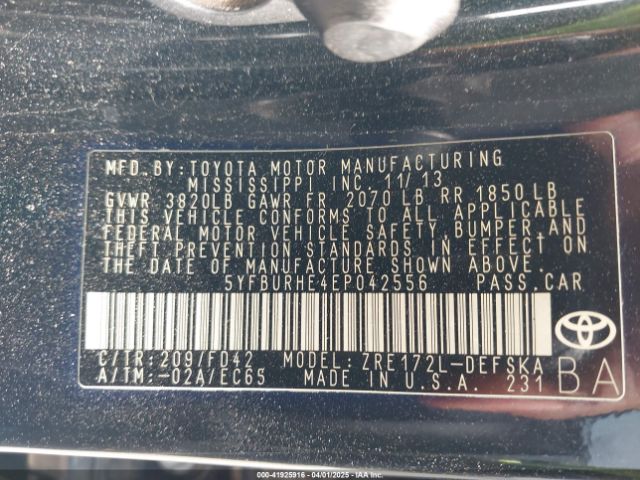 MFD. BY: TOYOTA MOTOR MANUFACTURING
MISSISSIPPI INC. 11/13
GVWR 3820LB GAWR FR 2070 LB RR 1850 LB
THIS VEHICLE CONFORMS TO ALL APPLICABLE
FEDERAL MOTOR VEHICLE SAFETY, BUMPER, AND
THEFT PREVENTION STANDARDS IN EFFECT ON
THE DATE OF MANUFACTURE SHOWN ABOVE.
5YFBURHE4EP042556 PASS. CAR
C/TR: 209/FD42 MODEL: ZRE172L-DEFSKA
A/TM: -02A/EC65 MADE IN U.S.A. 231
BA
000-41925916 - 04/01/2025 - IAAI.com